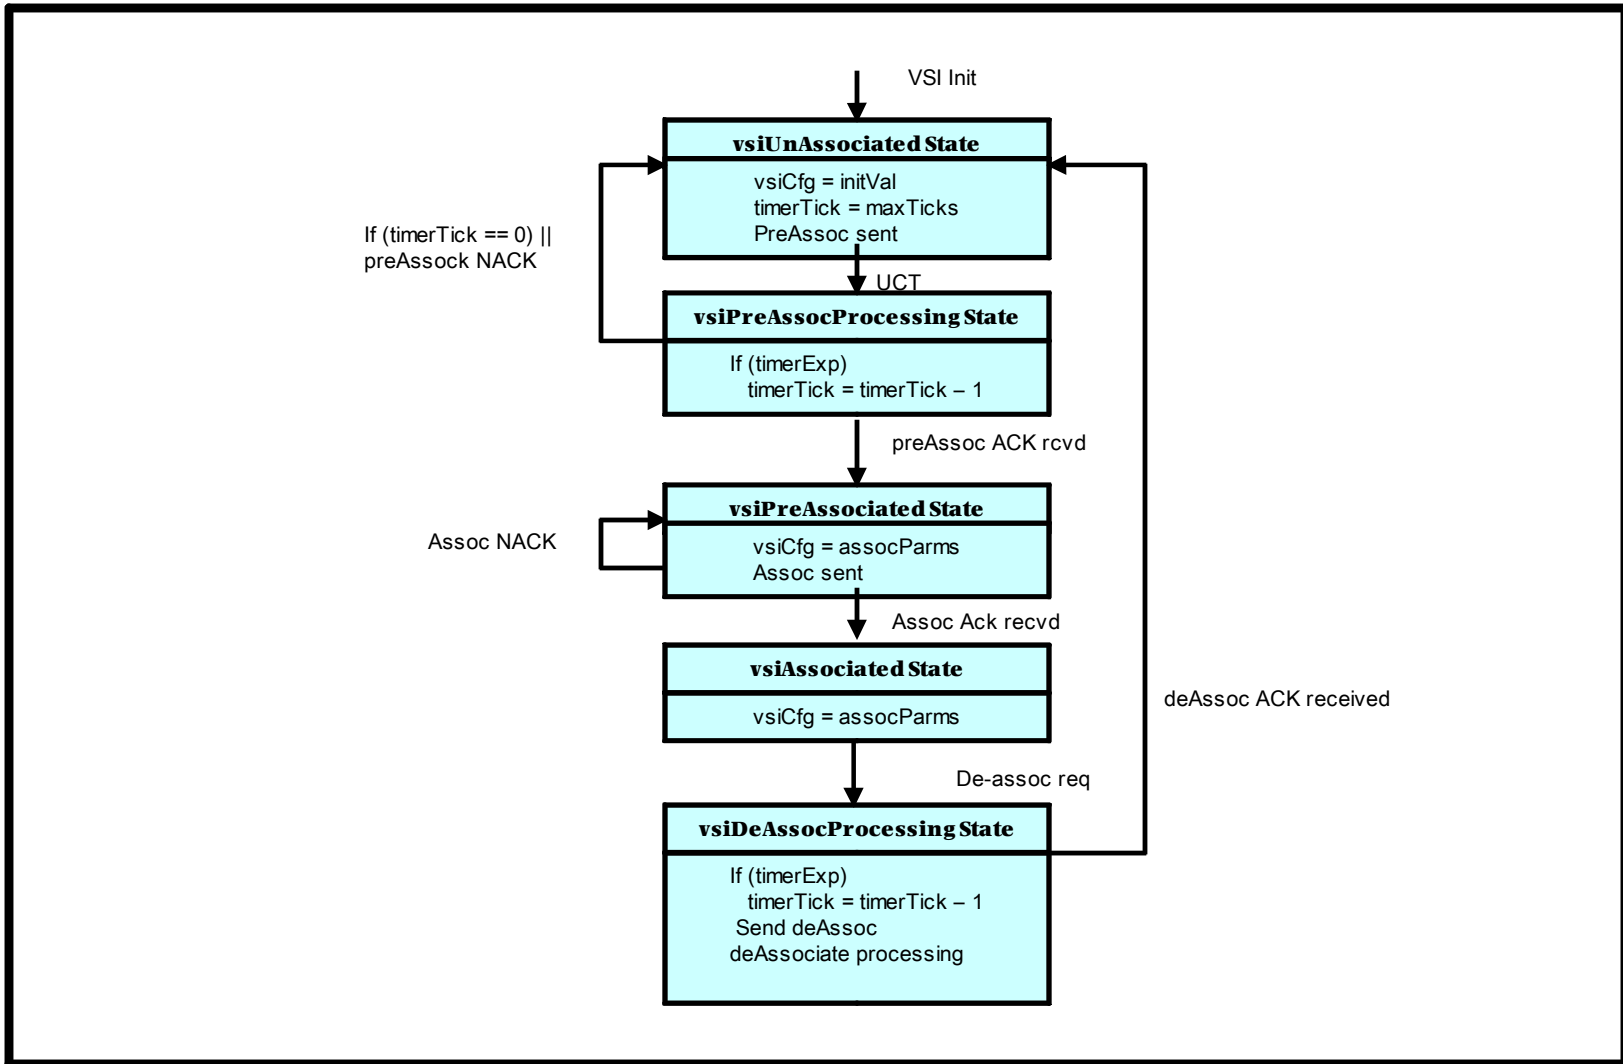 VSI Init
vsiUnAssociated State
vsiCfg = initVal
timerTick = maxTicks
PreAssoc sent
If (timerTick == 0) ||
preAssock NACK
UCT
vsiPreAssocProcessing State
If (timerExp)
timerTick = timerTick – 1
preAssoc ACK rcvd
vsiPreAssociated State
Assoc NACK
vsiCfg = assocParms
Assoc sent
Assoc Ack recvd
vsiAssociated State
vsiCfg = assocParms
deAssoc ACK received
De-assoc req
vsiDeAssocProcessing State
If (timerExp)
timerTick = timerTick – 1
Send deAssoc
deAssociate processing